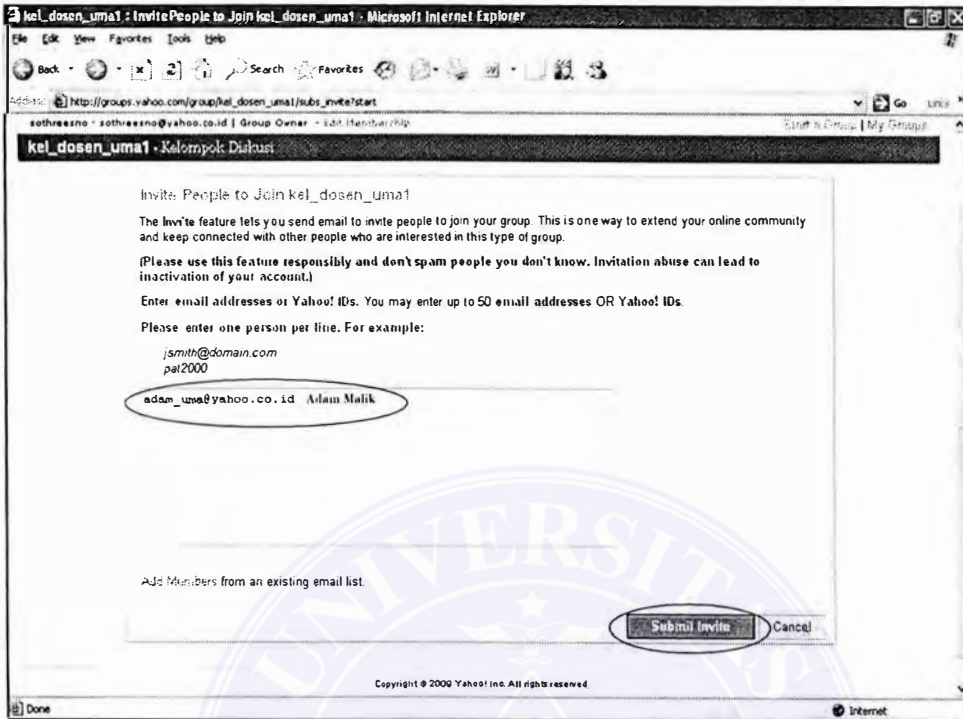 kel_dosen_uma1 : Invite People to Join kel_dosen_uma1 - Microsoft Internet Explorer
File Edit View Favorites Tools Help
Back Search Favorites
Address http://groups.yahoo.com/group/kel_dosen_uma1/subs_invite?start Go Links
sothreesno - sothreesno@yahoo.co.id | Group Owner - Edit Membership Start a Group | My Groups
kel_dosen_uma1 - Kelompok Diskusi
Invite People to Join kel_dosen_uma1
The Invite feature lets you send email to invite people to join your group. This is one way to extend your online community
and keep connected with other people who are interested in this type of group.
(Please use this feature responsibly and don't spam people you don't know. Invitation abuse can lead to
inactivation of your account.)
Enter email addresses or Yahoo! IDs. You may enter up to 50 email addresses OR Yahoo! IDs.
Please enter one person per line. For example:
jsmith@domain.com
pat2000
adam_uma@yahoo.co.id Adam Malik
UNIVERSITAS
Add Members from an existing email list.
Submit Invite Cancel
Copyright © 2009 Yahoo! Inc. All rights reserved.
Done Internet